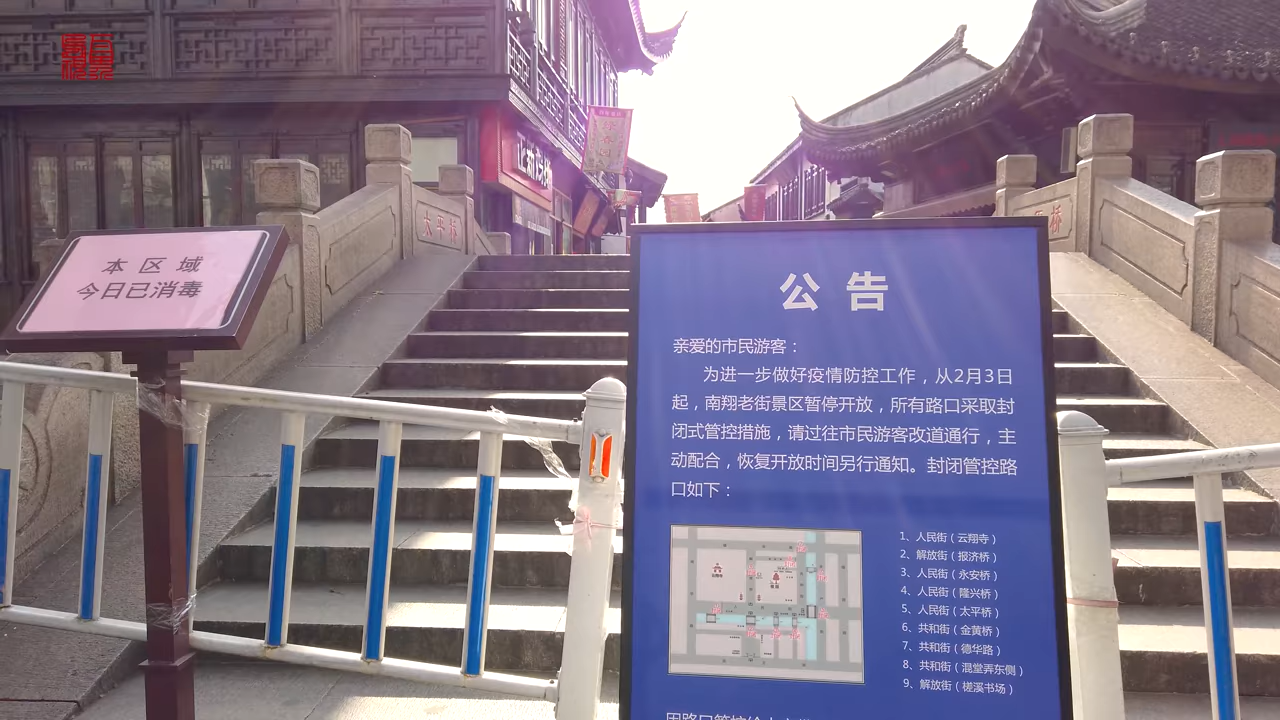 本区域
今日已消毒
太平桥
桥
公告
亲爱的市民游客：
为进一步做好疫情防控工作，从2月3日
起，南翔老街景区暂停开放，所有路口采取封
闭式管控措施，请过往市民游客改道通行，主
动配合，恢复开放时间另行通知。封闭管控路
口如下：
1、人民街（云翔寺）
2、解放街（报济桥）
3、人民街（永安桥）
4、人民街（隆兴桥）
5、人民街（太平桥）
6、共和街（金黄桥）
7、共和街（德华路）
8、共和街（混堂弄东侧）
9、解放街（槎溪书场）